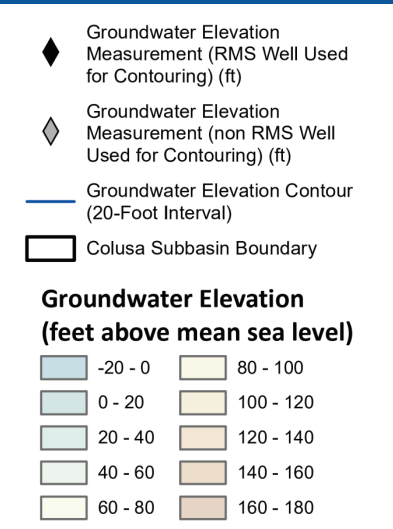 Groundwater Elevation
Measurement (RMS Well Used
for Contouring) (ft)
Groundwater Elevation
Measurement (non RMS Well
Used for Contouring) (ft)
Groundwater Elevation Contour
(20-Foot Interval)
Colusa Subbasin Boundary
Groundwater Elevation
(feet above mean sea level)
-20 - 0
0 - 20
20 - 40
40 - 60
60 - 80
80 - 100
100 - 120
120 - 140
140 - 160
160 - 180